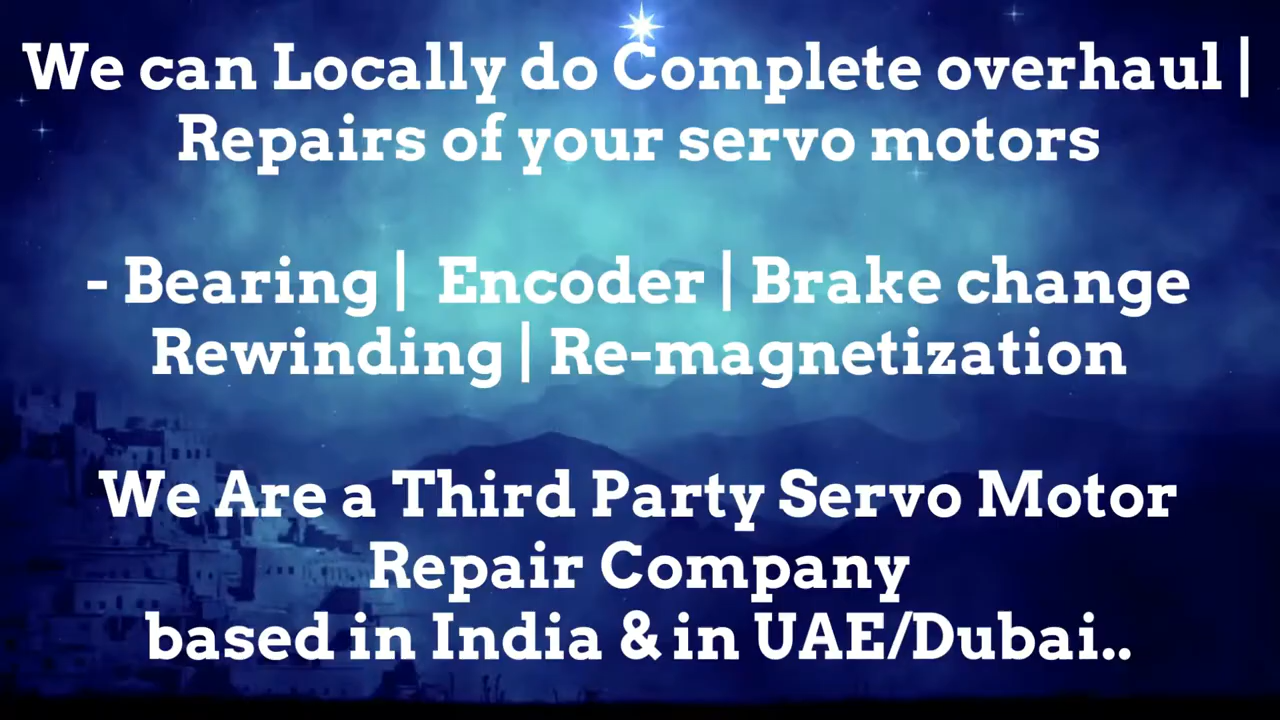 We can Locally do Complete overhaul |
Repairs of your servo motors
- Bearing | Encoder | Brake change
Rewinding | Re-magnetization
We Are a Third Party Servo Motor
Repair Company
based in India & in UAE/Dubai..